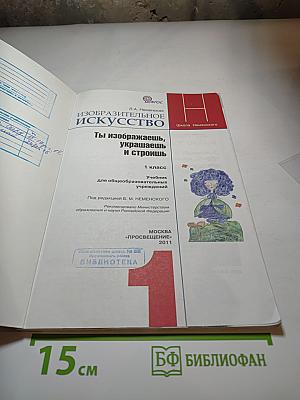 ФГОС
Л.А. Неменская
ИЗОБРАЗИТЕЛЬНОЕ
ИСКУССТВО
Ты изображаешь,
украшаешь
и строишь
1 класс
Учебник
для общеобразовательных
учреждений
Под редакцией Б. М. НЕМЕНСКОГО
Рекомендовано Министерством
образования и науки Российской Федерации
МОСКВА
«ПРОСВЕЩЕНИЕ»
2011
БИБЛИОТЕКА
1
Н
Школа Неменского
15 см
БФ БИБЛИОФАН